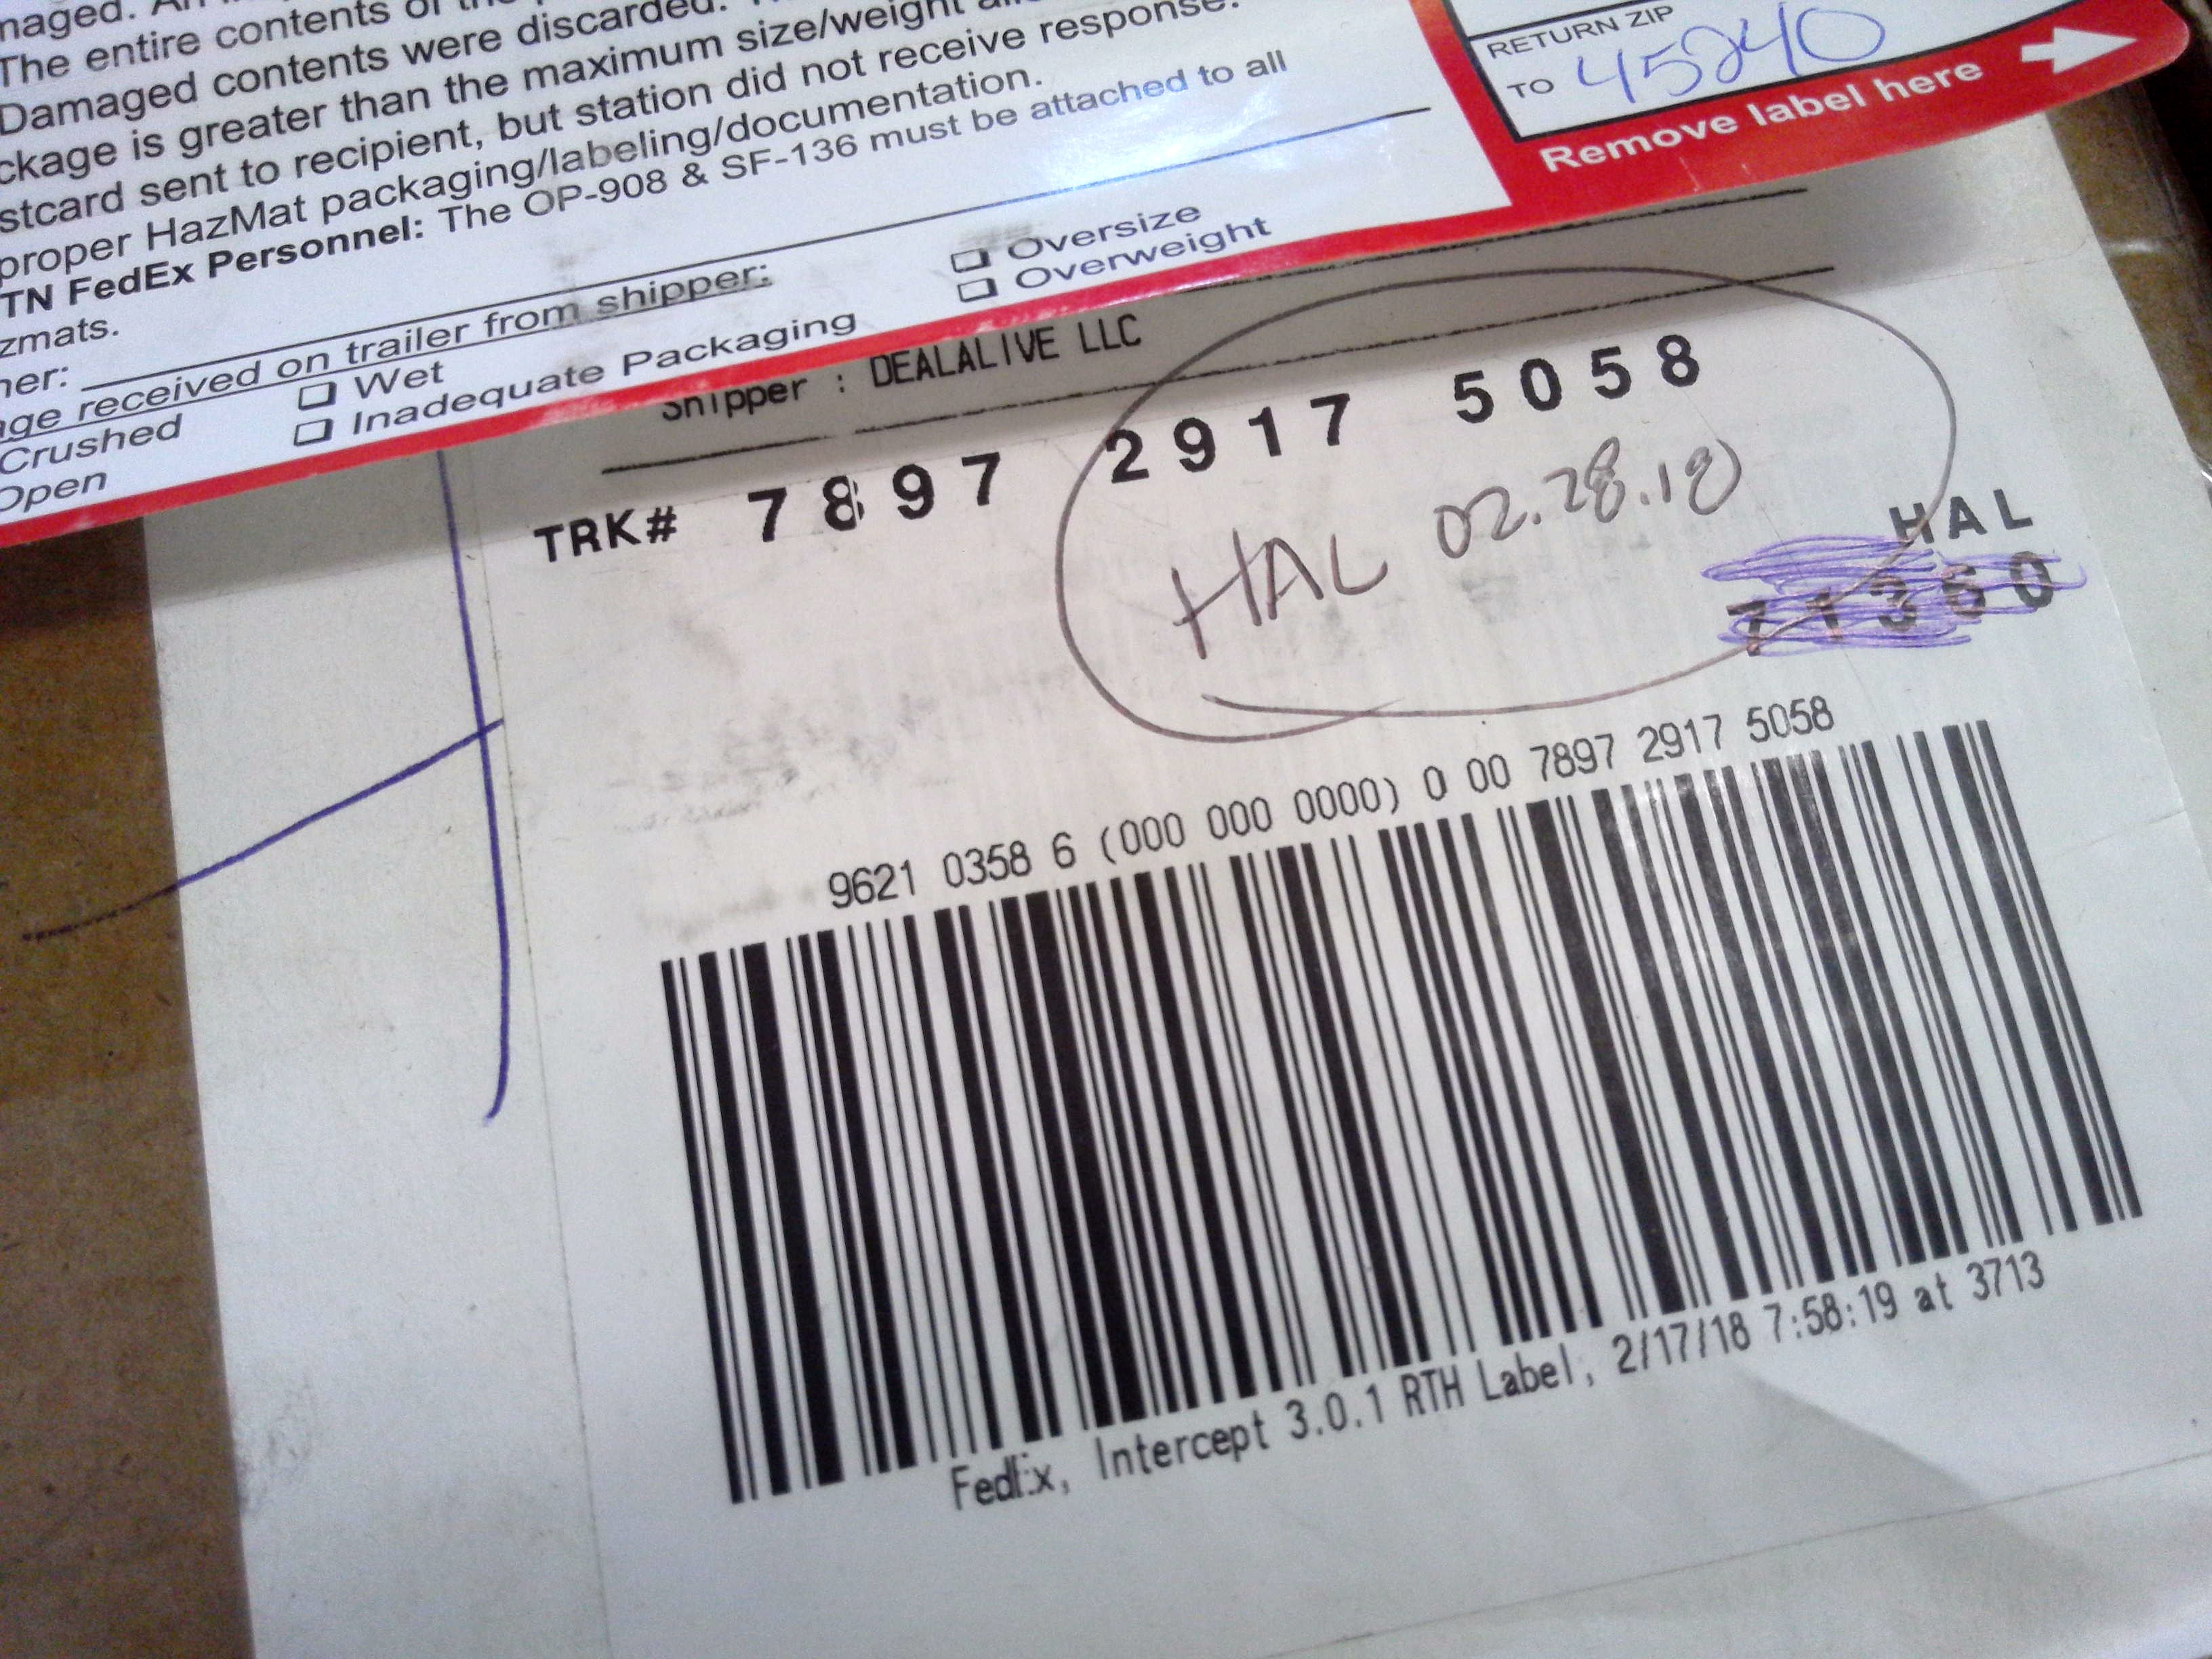 The entire contents of the
Damaged contents were discarded.
ckage is greater than the maximum size/weight
stcard sent to recipient, but station did not receive response.
proper HazMat packaging/labeling/documentation.
TN FedEx Personnel: The OP-908 & SF-136 must be attached to all
zmats.
ner:
age received on trailer from shipper:
Crushed
Open
Wet
Inadequate Packaging
Oversize
Overweight
RETURN ZIP
TO 45240
Remove label here
Shipper : DEALALIVE LLC
TRK# 7897 2917 5058
HAL 02.28.18
HAL
71360
9621 0358 6 (000 000 0000) 0 00 7897 2917 5058
FedEx, Intercept 3.0.1 RTH Label, 2/17/18 7:58:19 at 3713